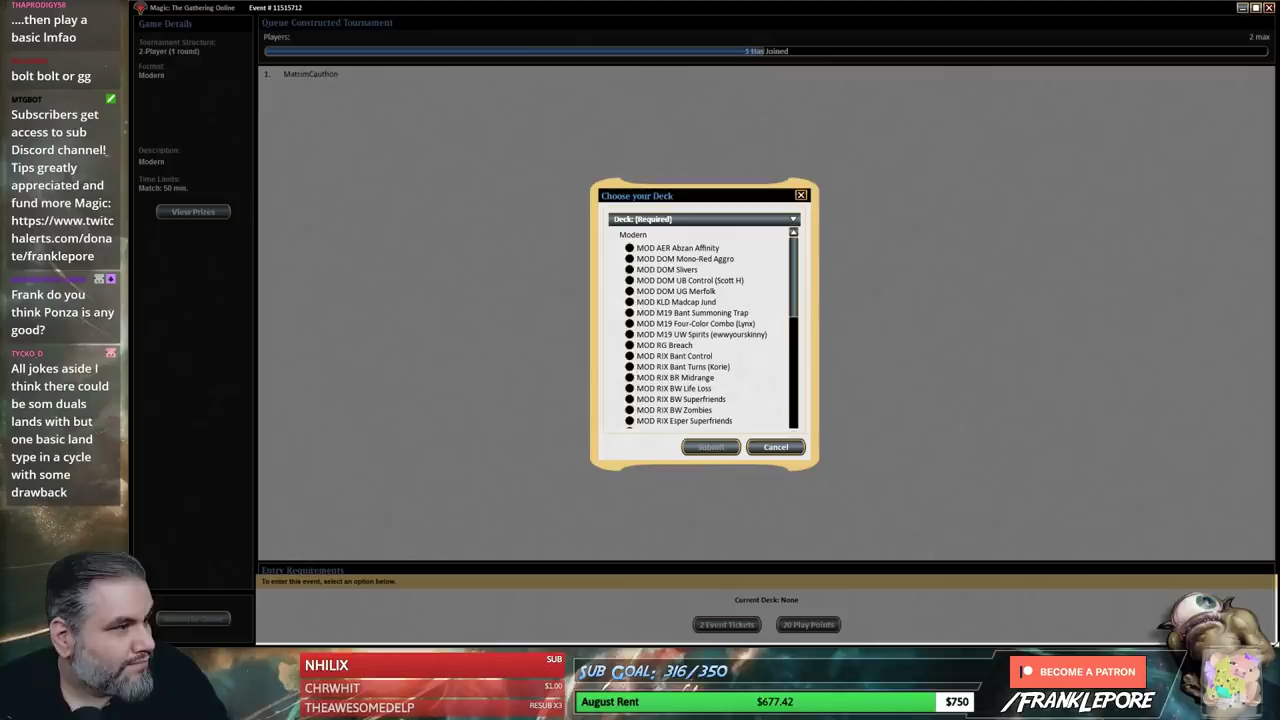 Magic: The Gathering Online
Event # 11515712
THAPRODIGY58
....then play a
basic lmfao
bolt bolt or gg
MTGBOT
Subscribers get
access to sub
Discord channel!
Tips greatly
appreciated and
fund more Magic:
https://www.twitc
halerts.com/dona
te/franklepore
Frank do you
think Ponza is any
good?
TYCKO_D
All jokes aside I
think there could
be som duals
lands with but
one basic land
type in a cycle
with some
drawback
Game Details
Tournament Structure:
2-Player (1 round)
Format:
Modern
Description:
Modern
Time Limits:
Match: 50 min.
View Prizes
Queue Constructed Tournament
Players:
1 Has Joined
2 max
1. MatrimCauthon
Choose your Deck
Deck: (Required)
Modern
MOD AER Abzan Affinity
MOD DOM Mono-Red Aggro
MOD DOM Slivers
MOD DOM UB Control (Scott H)
MOD DOM UG Merfolk
MOD KLD Madcap Jund
MOD M19 Bant Summoning Trap
MOD M19 Four-Color Combo (Lynx)
MOD M19 UW Spirits (ewwyourskinny)
MOD RG Breach
MOD RIX Bant Control
MOD RIX Bant Turns (Korie)
MOD RIX BR Midrange
MOD RIX BW Life Loss
MOD RIX BW Superfriends
MOD RIX BW Zombies
MOD RIX Esper Superfriends
Submit
Cancel
Entry Requirements
To enter this event, select an option below.
Current Deck: None
2 Event Tickets
20 Play Points
NHILIX SUB
CHRWHIT $1.00
THEAWESOMEDELP RESUB X3
SUB GOAL: 316/350
August Rent $677.42 $750
BECOME A PATRON
/FRANKLEPORE